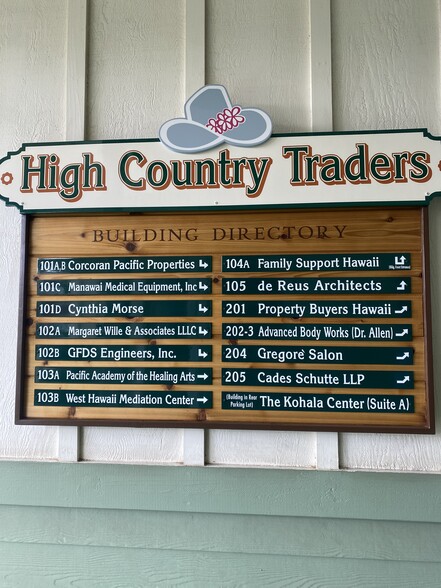 High Country Traders
BUILDING DIRECTORY
101A,B Corcoran Pacific Properties
101C Manawai Medical Equipment, Inc
101D Cynthia Morse
102A Margaret Wille & Associates LLLC
102B GFDS Engineers, Inc.
103A Pacific Academy of the Healing Arts
103B West Hawaii Mediation Center
104A Family Support Hawaii
105 de Reus Architects
201 Property Buyers Hawaii
202-3 Advanced Body Works (Dr. Allen)
204 Gregore Salon
205 Cades Schutte LLP
(Building in Rear
Parking Lot) The Kohala Center (Suite A)